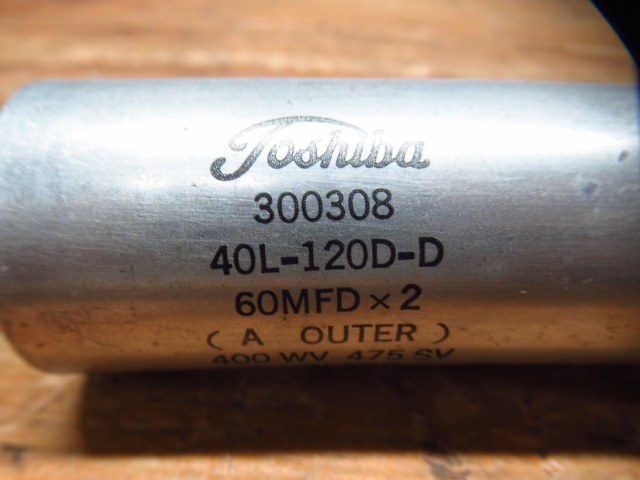 Toshiba
300308
40L-120D-D
60MFD × 2
( A OUTER )
400 WV 475 SV